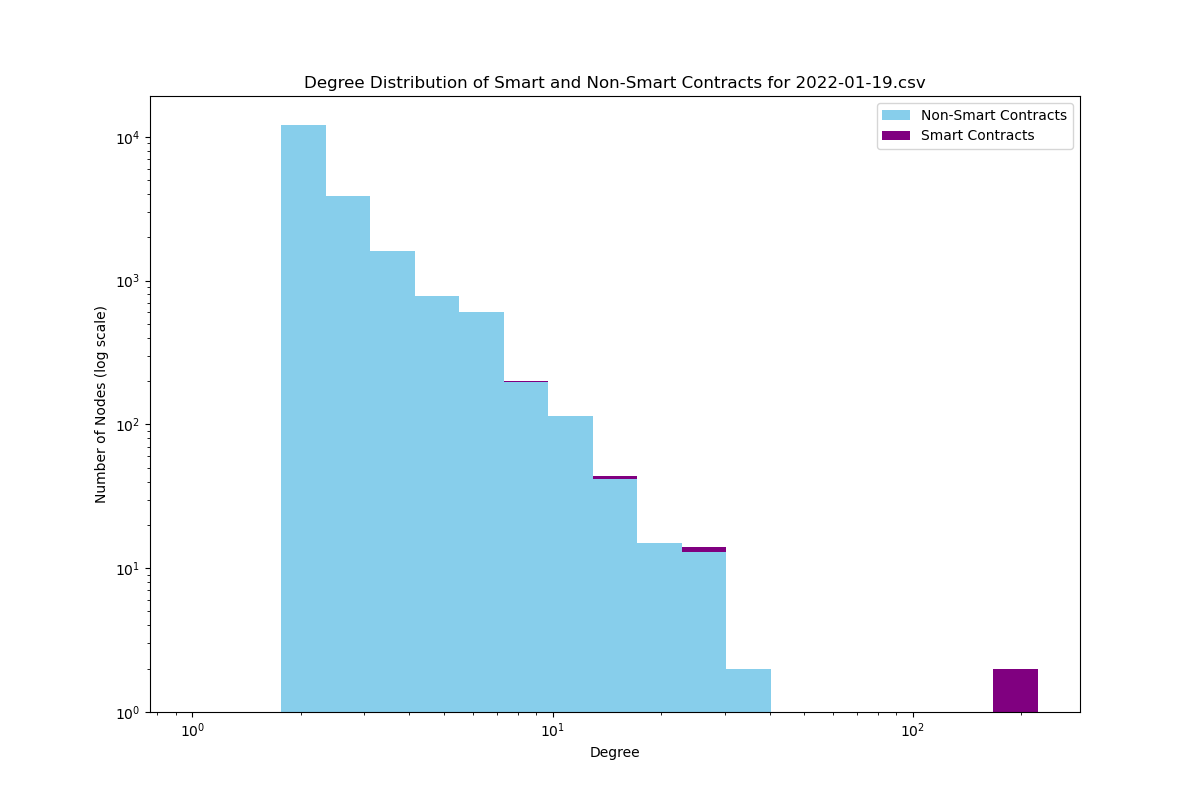 Degree Distribution of Smart and Non-Smart Contracts for 2022-01-19.csv
Non-Smart Contracts
Smart Contracts
Number of Nodes (log scale)
10⁴
10³
10²
10¹
10⁰
10⁰ 10¹ 10²
Degree